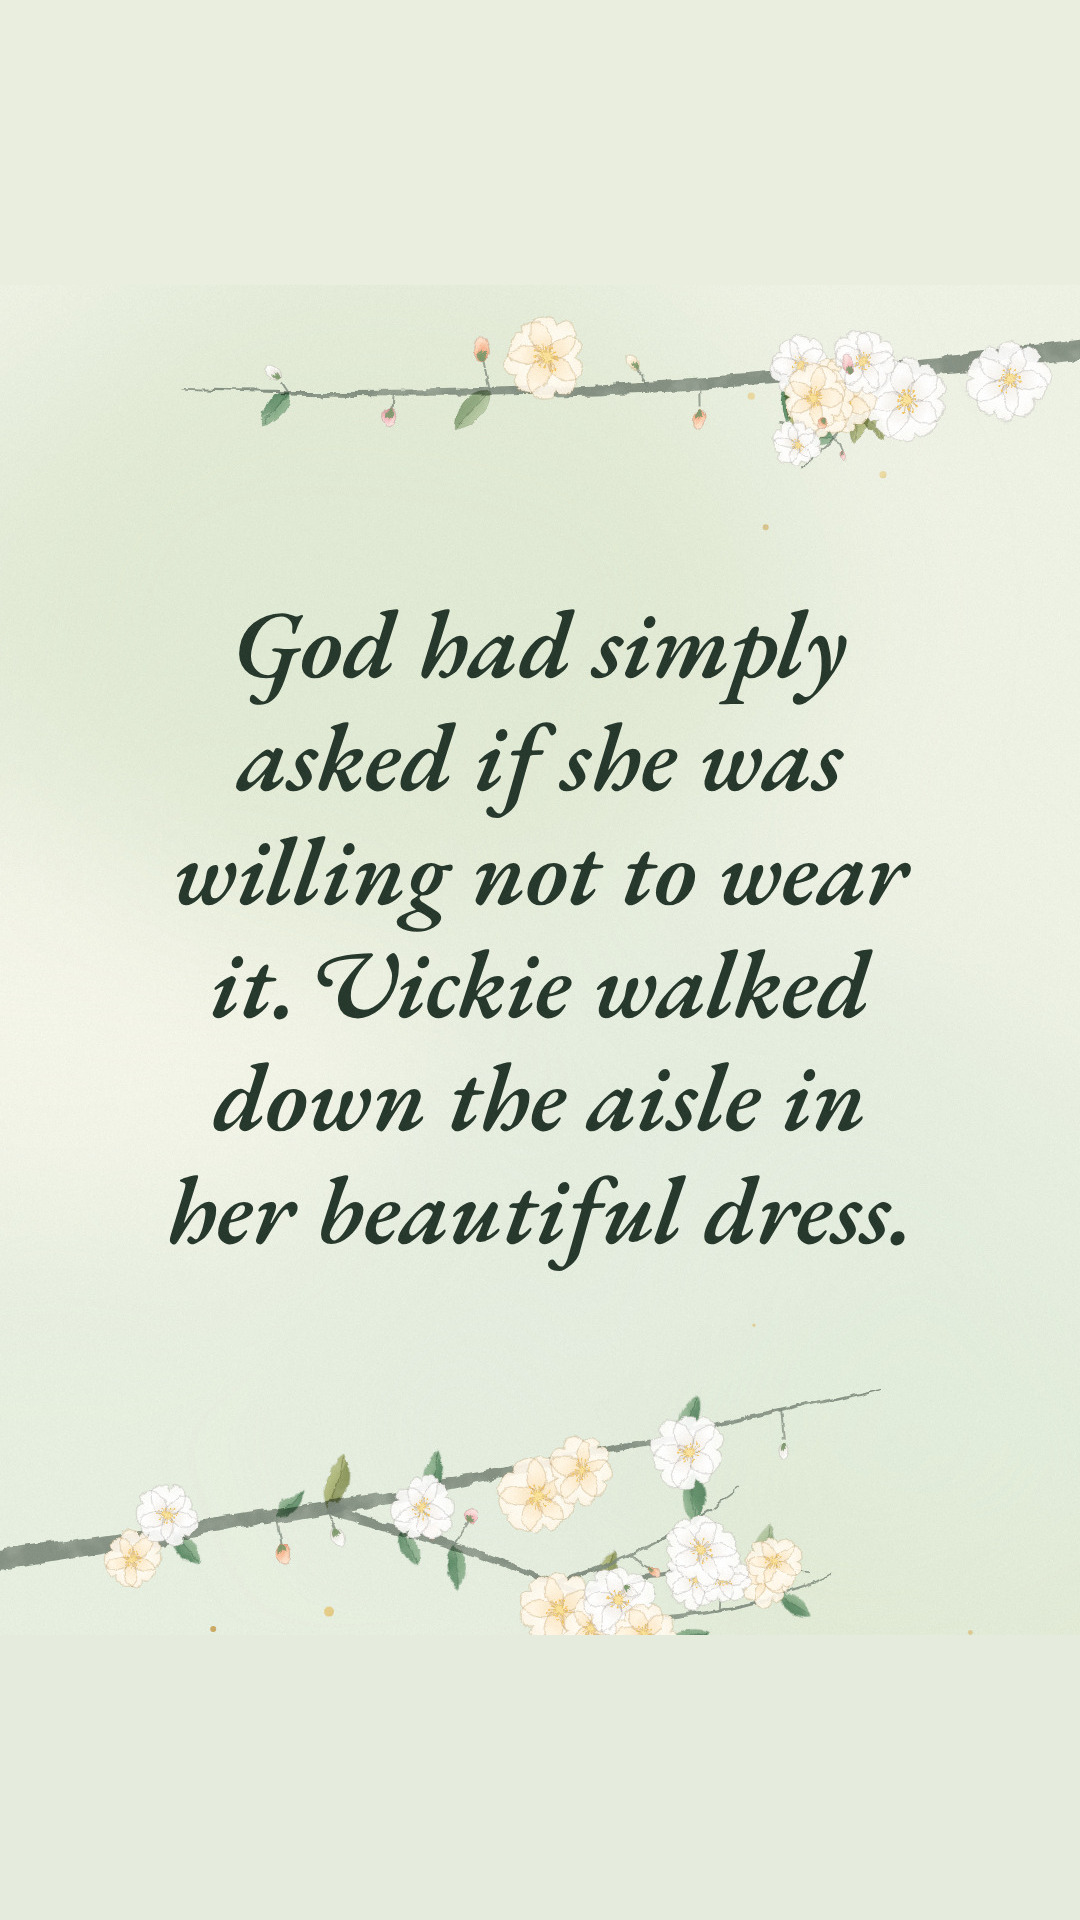 God had simply
asked if she was
willing not to wear
it. Vickie walked
down the aisle in
her beautiful dress.